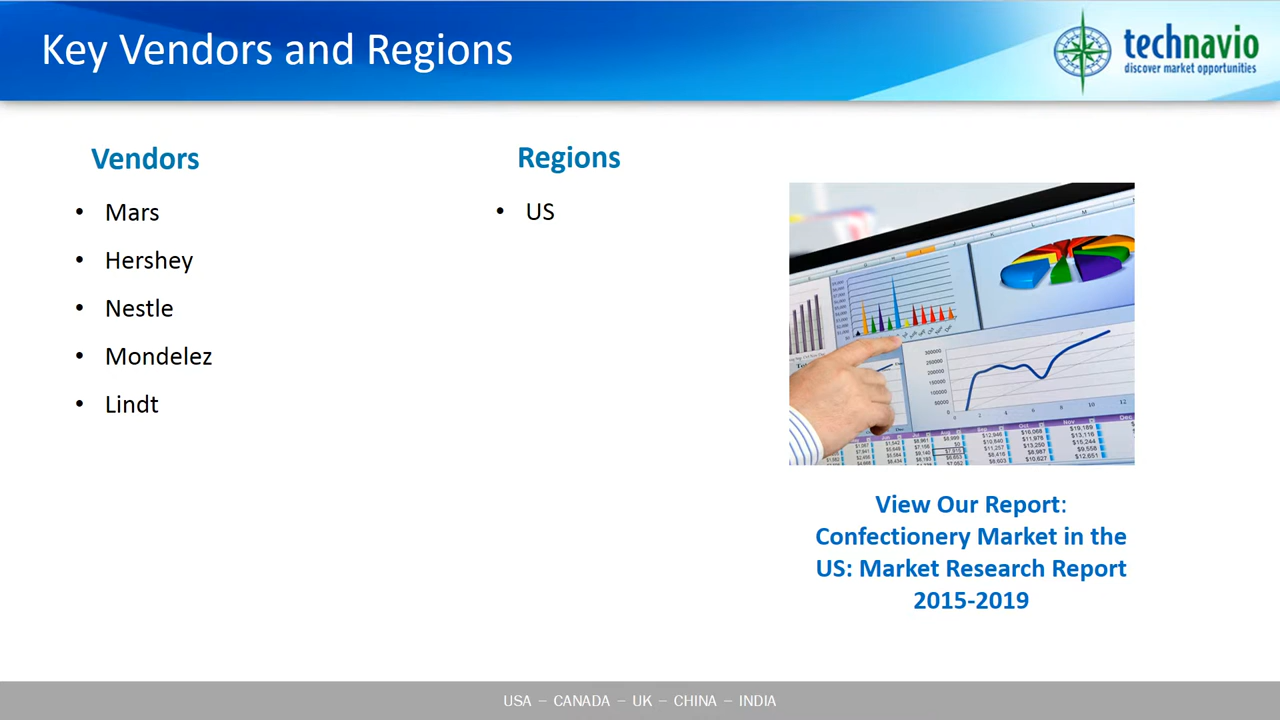 Key Vendors and Regions
technavio
discover market opportunities
Vendors
• Mars
• Hershey
• Nestle
• Mondelez
• Lindt
Regions
• US
View Our Report:
Confectionery Market in the
US: Market Research Report
2015-2019
USA – CANADA – UK – CHINA – INDIA